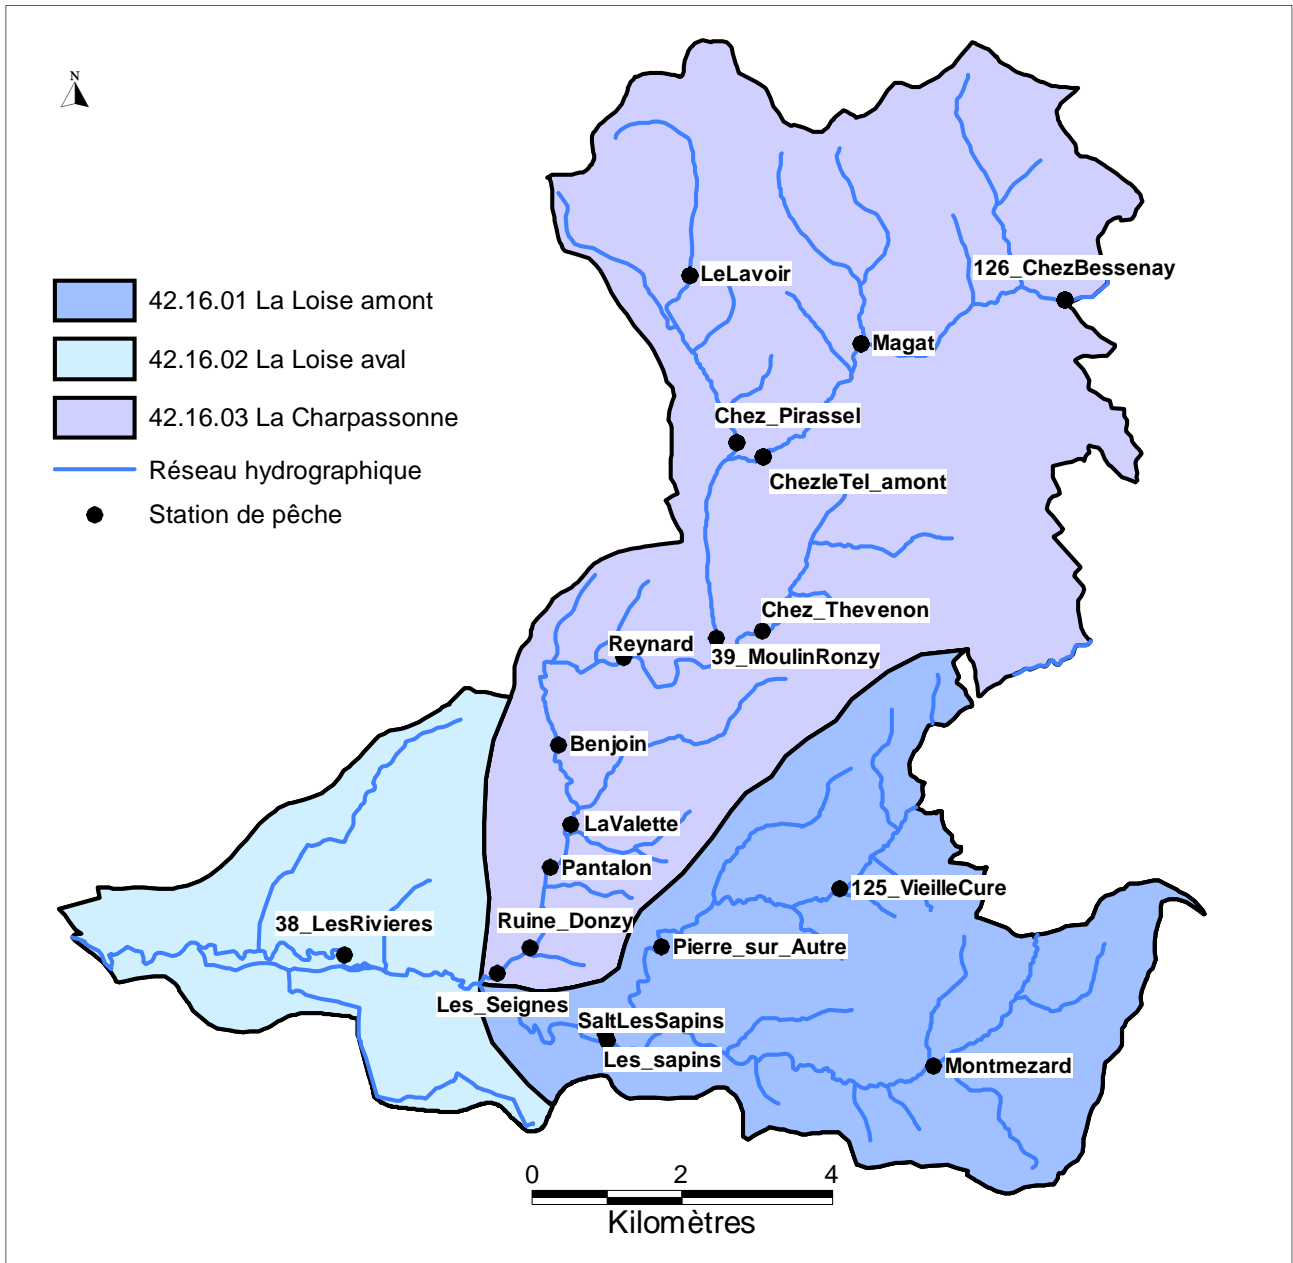 N
LeLavoir
126_ChezBessenay
42.16.01 La Loise amont
42.16.02 La Loise aval
42.16.03 La Charpassonne
Réseau hydrographique
Station de pêche
Magat
Chez_Pirassel
ChezleTel_amont
Chez_Thevenon
Reynard
39_MoulinRonzy
Benjoin
LaValette
Pantalon
125_VieilleCure
Ruine_Donzy
38_LesRivieres
Pierre_sur_Autre
Les_Seignes
SaltLesSapins
Les_sapins
Montmezard
0 2 4
Kilomètres